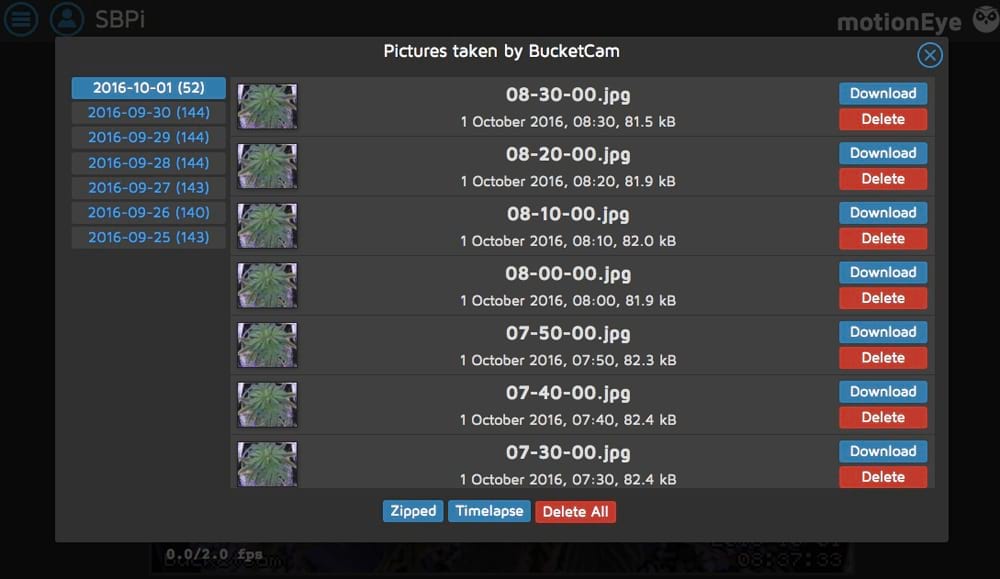 SBPi
motionEye
Pictures taken by BucketCam
2016-10-01 (52)
2016-09-30 (144)
2016-09-29 (144)
2016-09-28 (144)
2016-09-27 (143)
2016-09-26 (140)
2016-09-25 (143)
08-30-00.jpg
1 October 2016, 08:30, 81.5 kB
Download
Delete
08-20-00.jpg
1 October 2016, 08:20, 81.9 kB
Download
Delete
08-10-00.jpg
1 October 2016, 08:10, 82.0 kB
Download
Delete
08-00-00.jpg
1 October 2016, 08:00, 81.9 kB
Download
Delete
07-50-00.jpg
1 October 2016, 07:50, 82.3 kB
Download
Delete
07-40-00.jpg
1 October 2016, 07:40, 82.4 kB
Download
Delete
07-30-00.jpg
1 October 2016, 07:30, 82.4 kB
Download
Delete
Zipped
Timelapse
Delete All
0.0/2.0 fps
08:37:33